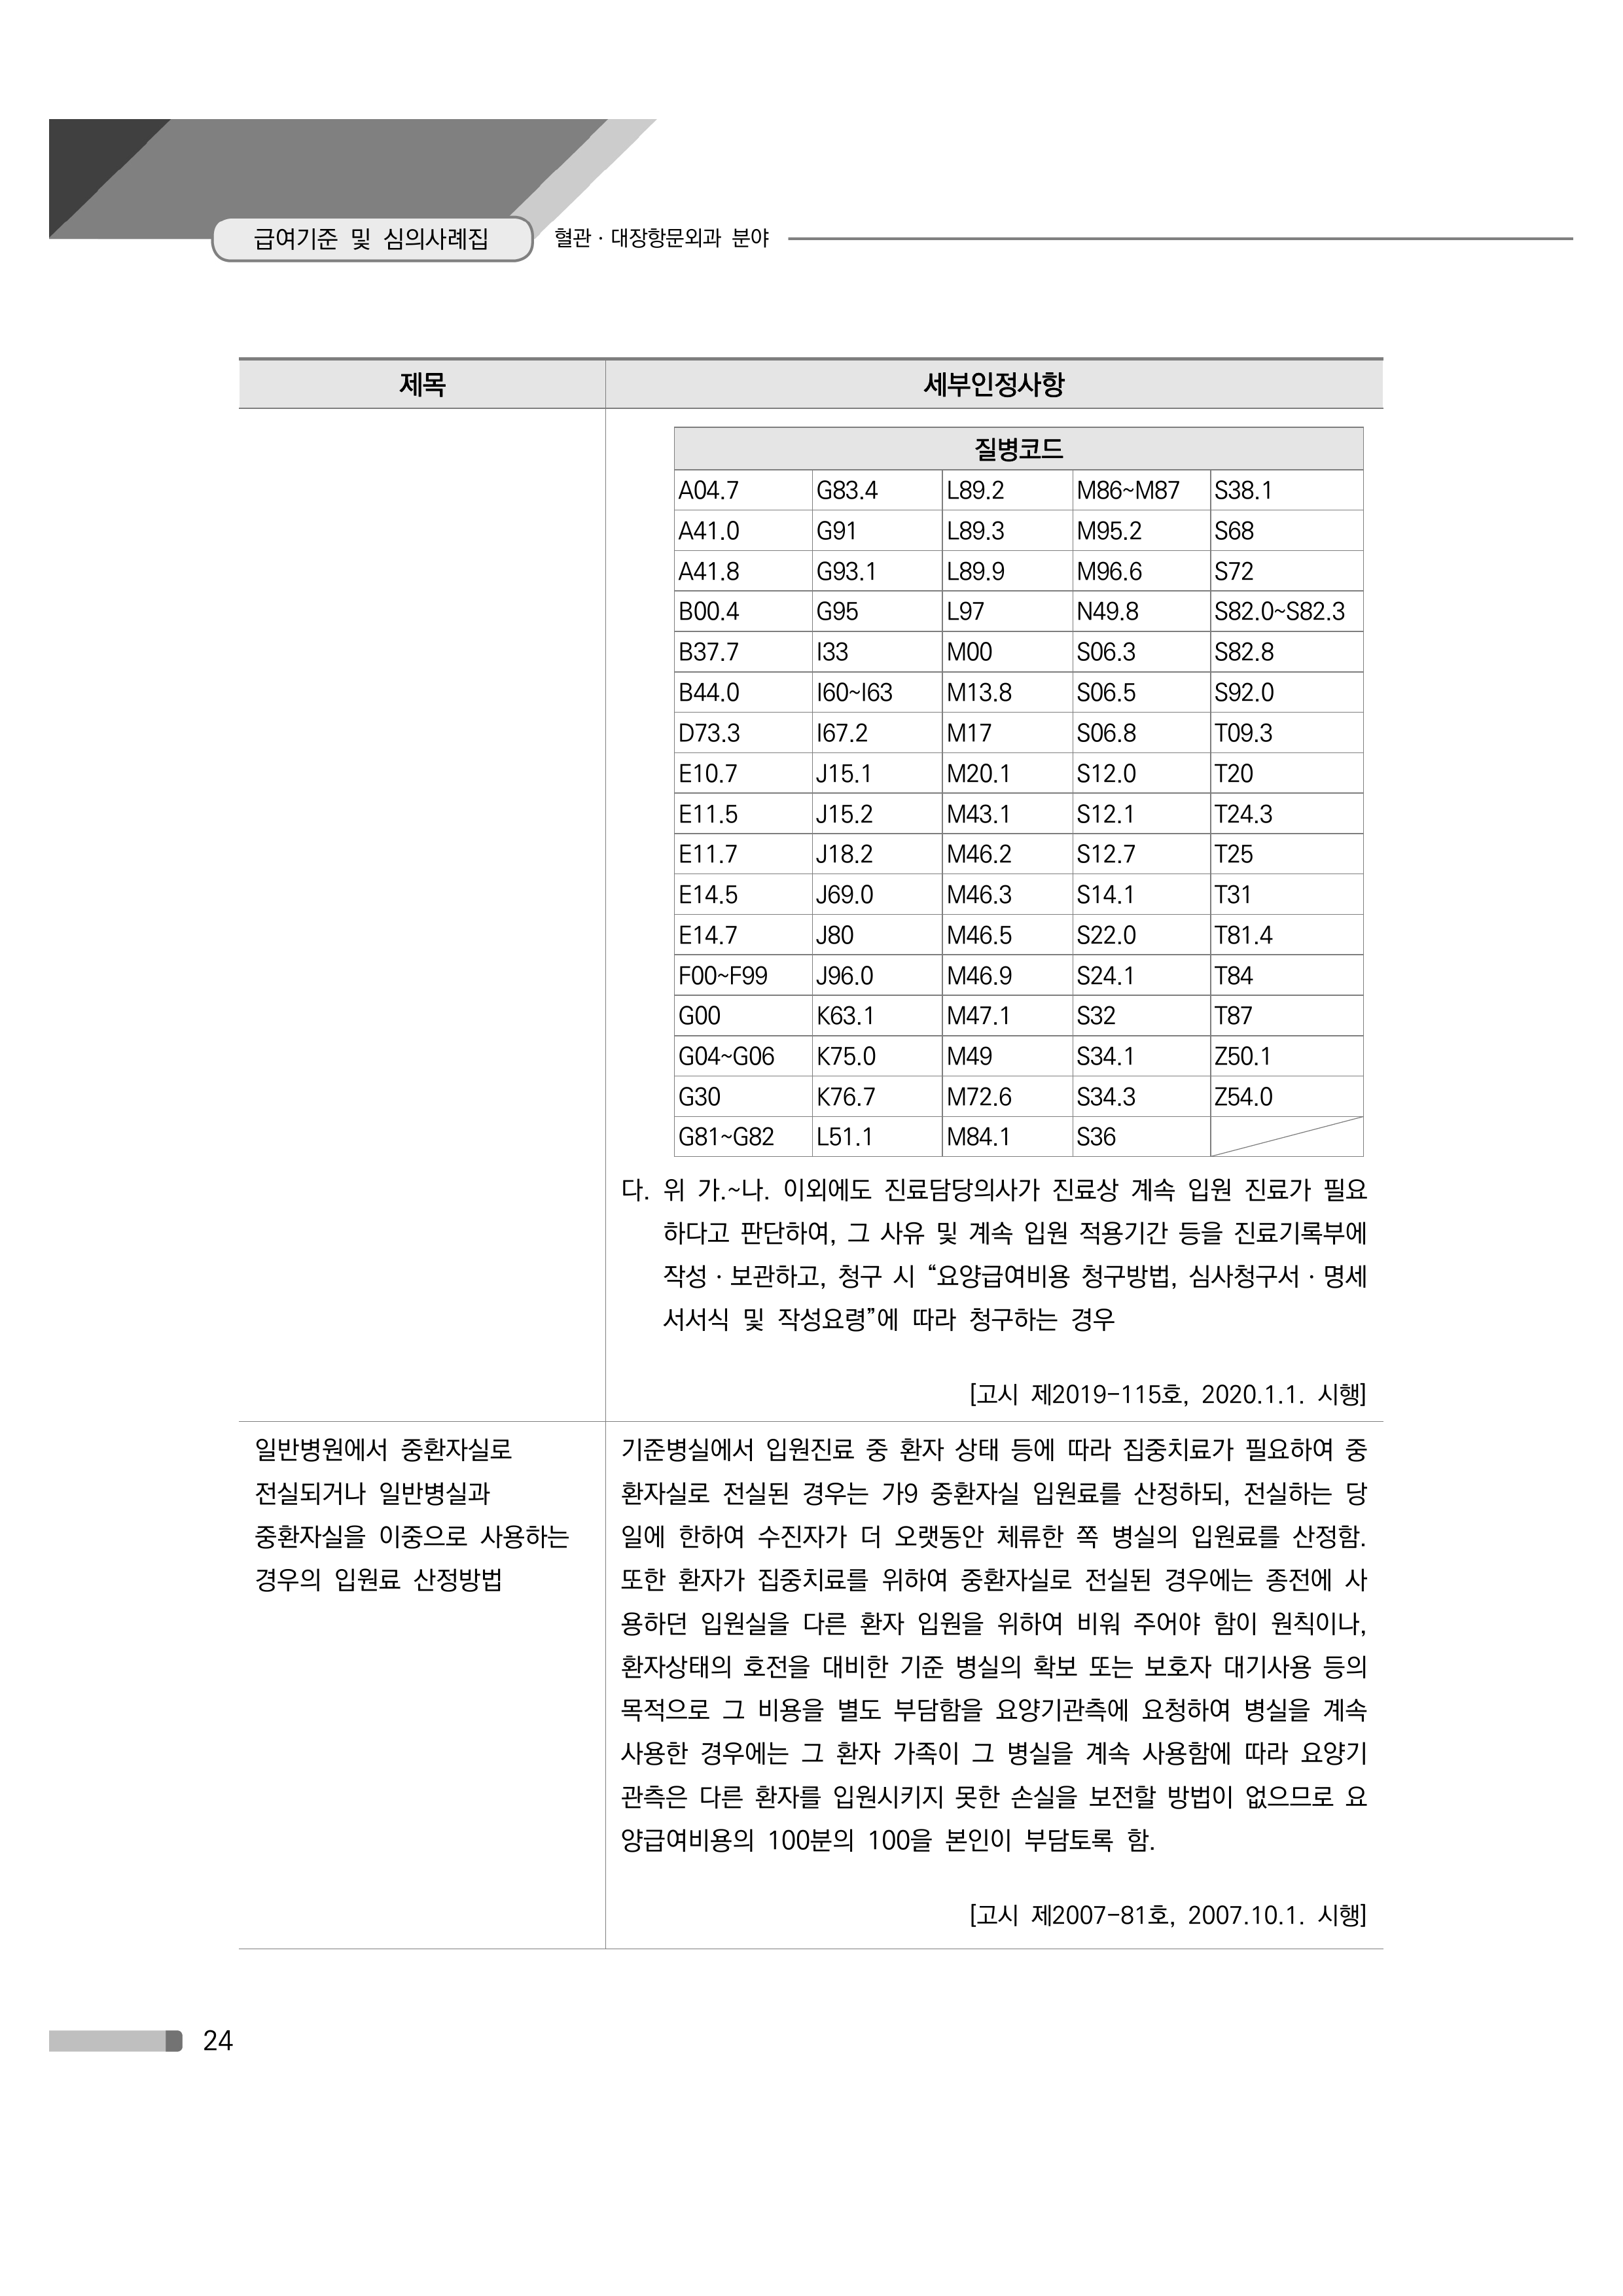 급여기준 및 심의사례집
혈관·대장항문외과 분야
제목 세부인정사항
질병코드
A04.7 G83.4 L89.2 M86~M87 S38.1
A41.0 G91 L89.3 M95.2 S68
A41.8 G93.1 L89.9 M96.6 S72
B00.4 G95 L97 N49.8 S82.0~S82.3
B37.7 I33 M00 S06.3 S82.8
B44.0 I60~I63 M13.8 S06.5 S92.0
D73.3 I67.2 M17 S06.8 T09.3
E10.7 J15.1 M20.1 S12.0 T20
E11.5 J15.2 M43.1 S12.1 T24.3
E11.7 J18.2 M46.2 S12.7 T25
E14.5 J69.0 M46.3 S14.1 T31
E14.7 J80 M46.5 S22.0 T81.4
F00~F99 J96.0 M46.9 S24.1 T84
G00 K63.1 M47.1 S32 T87
G04~G06 K75.0 M49 S34.1 Z50.1
G30 K76.7 M72.6 S34.3 Z54.0
G81~G82 L51.1 M84.1 S36
다. 위 가.~나. 이외에도 진료담당의사가 진료상 계속 입원 진료가 필요
하다고 판단하여, 그 사유 및 계속 입원 적용기간 등을 진료기록부에
작성·보관하고, 청구 시 “요양급여비용 청구방법, 심사청구서·명세
서서식 및 작성요령”에 따라 청구하는 경우
[고시 제2019-115호, 2020.1.1. 시행]
일반병원에서 중환자실로
전실되거나 일반병실과
중환자실을 이중으로 사용하는
경우의 입원료 산정방법
기준병실에서 입원진료 중 환자 상태 등에 따라 집중치료가 필요하여 중
환자실로 전실된 경우는 가9 중환자실 입원료를 산정하되, 전실하는 당
일에 한하여 수진자가 더 오랫동안 체류한 쪽 병실의 입원료를 산정함.
또한 환자가 집중치료를 위하여 중환자실로 전실된 경우에는 종전에 사
용하던 입원실을 다른 환자 입원을 위하여 비워 주어야 함이 원칙이나,
환자상태의 호전을 대비한 기준 병실의 확보 또는 보호자 대기사용 등의
목적으로 그 비용을 별도 부담함을 요양기관측에 요청하여 병실을 계속
사용한 경우에는 그 환자 가족이 그 병실을 계속 사용함에 따라 요양기
관측은 다른 환자를 입원시키지 못한 손실을 보전할 방법이 없으므로 요
양급여비용의 100분의 100을 본인이 부담토록 함.
[고시 제2007-81호, 2007.10.1. 시행]
24